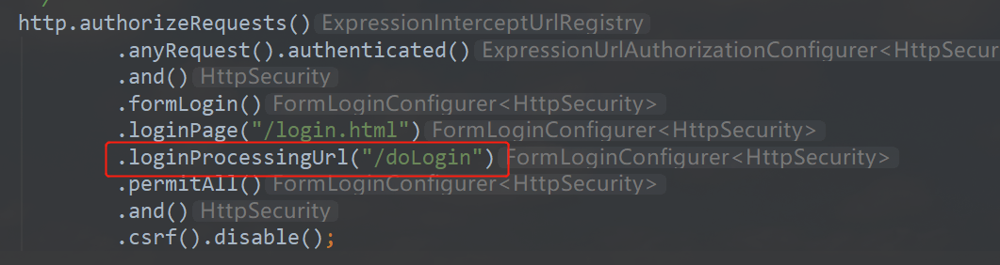 http.authorizeRequests() ExpressionInterceptUrlRegistry
.anyRequest().authenticated() ExpressionUrlAuthorizationConfigurer<HttpSecur
.and() HttpSecurity
.formLogin() FormLoginConfigurer<HttpSecurity>
.loginPage("/login.html") FormLoginConfigurer<HttpSecurity>
.loginProcessingUrl("/doLogin") FormLoginConfigurer<HttpSecurity>
.permitAll() FormLoginConfigurer<HttpSecurity>
.and() HttpSecurity
.csrf().disable();